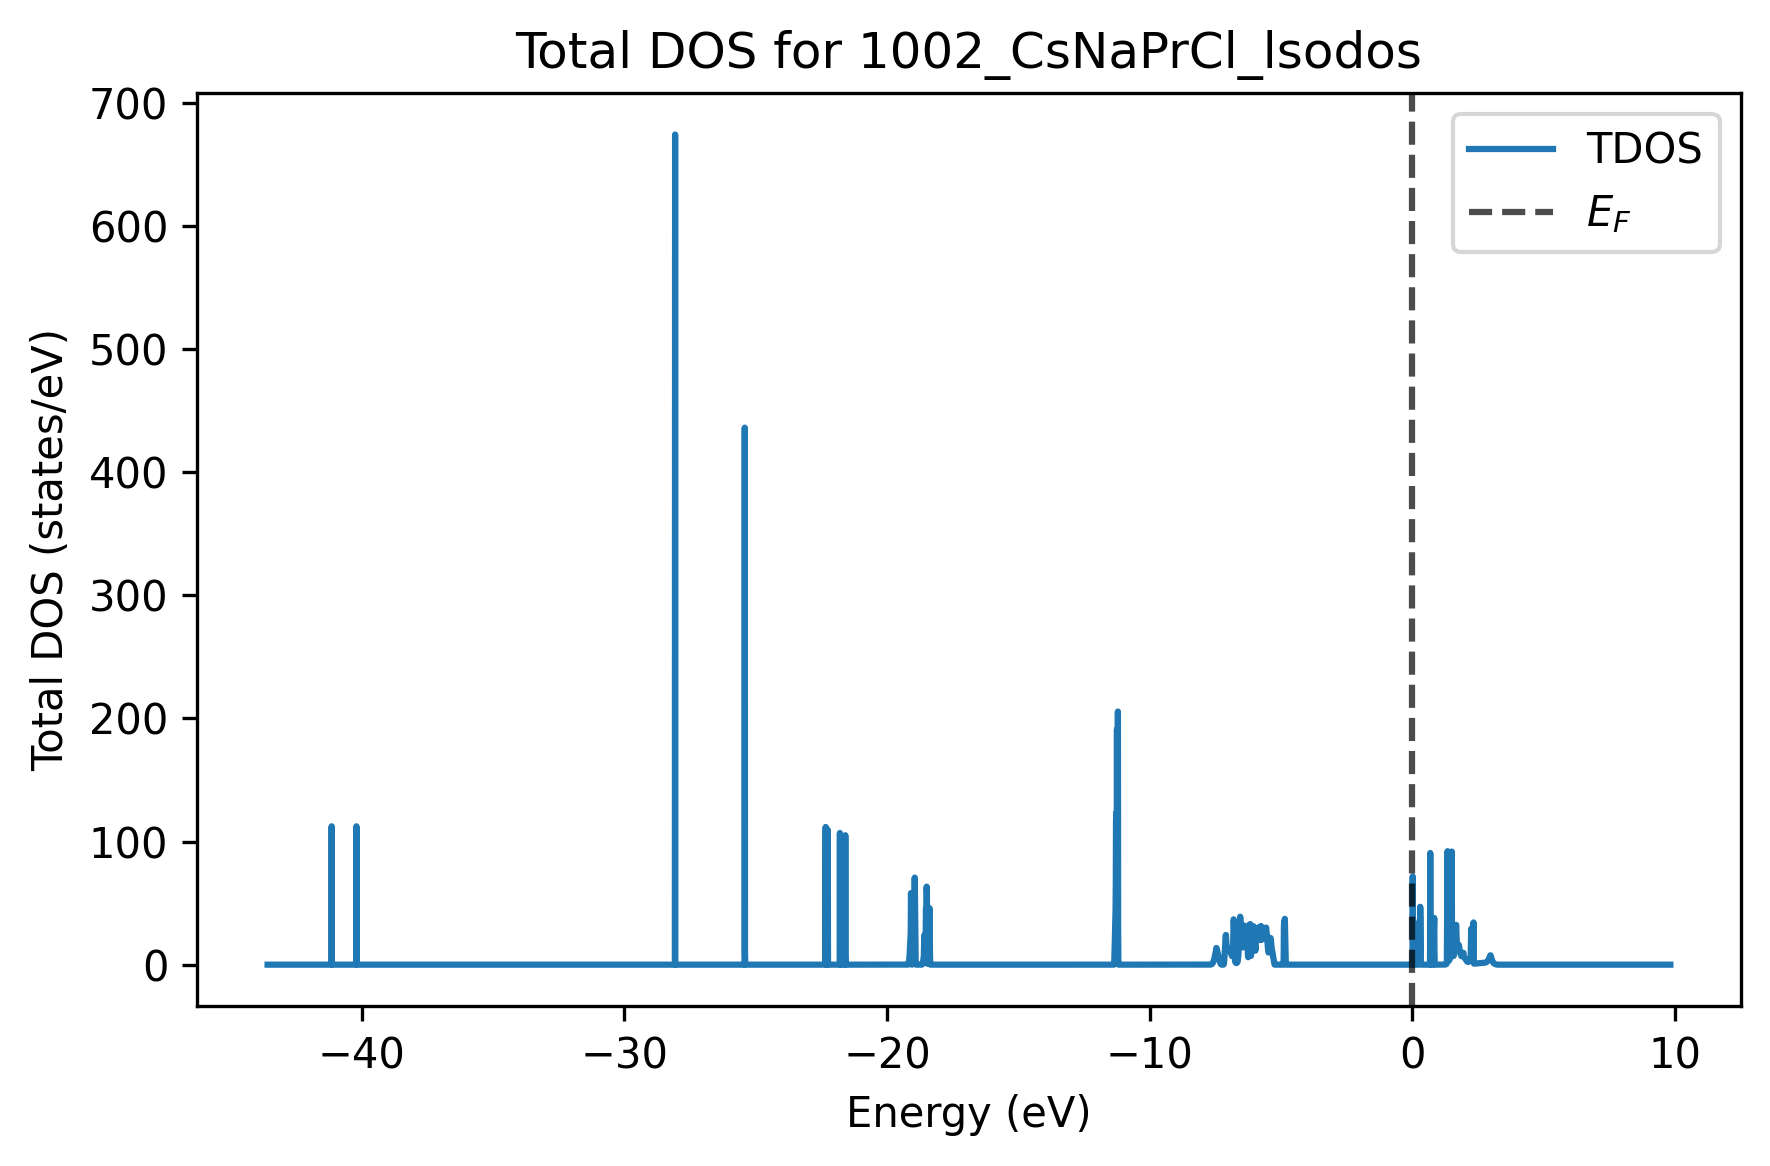 Total DOS for 1002_CsNaPrCl_lsodos
Total DOS (states/eV)
700
600
500
400
300
200
100
0
TDOS
E_F
−40
−30
−20
−10
0
10
Energy (eV)